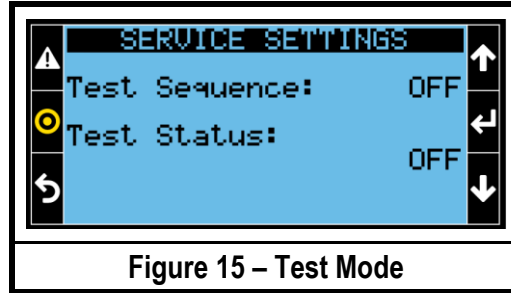 SERVICE SETTINGS
Test Sequence: OFF
Test Status:
OFF
Figure 15 – Test Mode